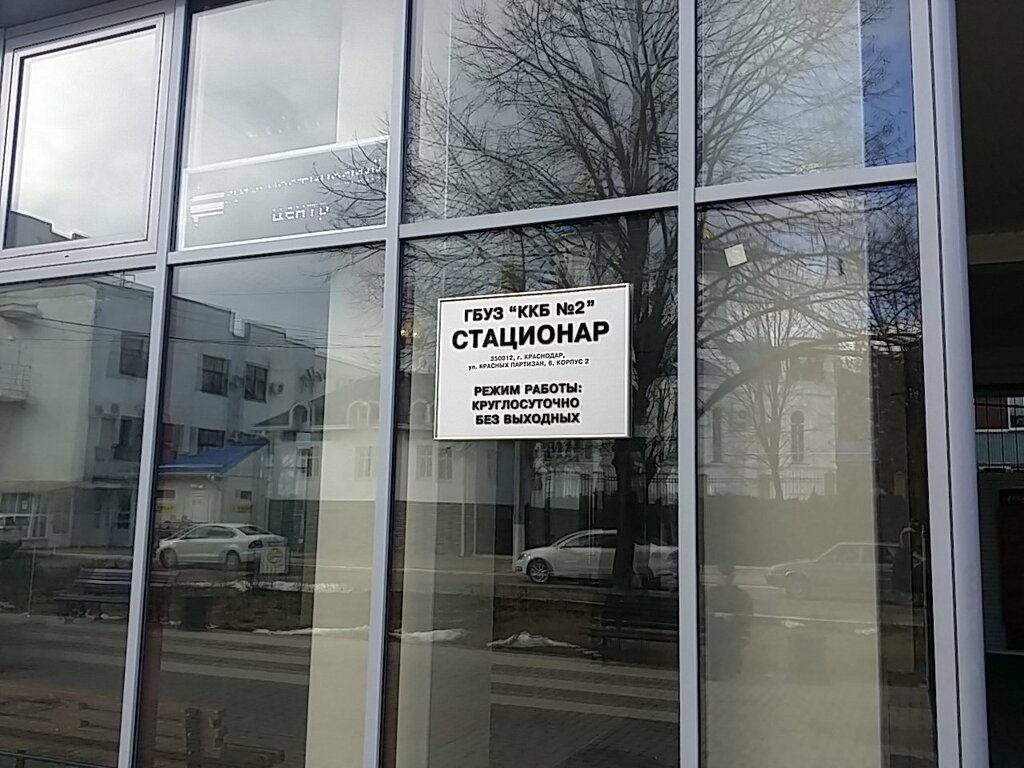 ЦЕНТР
ГБУЗ "ККБ №2"
СТАЦИОНАР
350012, г. КРАСНОДАР,
ул. КРАСНЫХ ПАРТИЗАН, 6, КОРПУС 2
РЕЖИМ РАБОТЫ:
КРУГЛОСУТОЧНО
БЕЗ ВЫХОДНЫХ